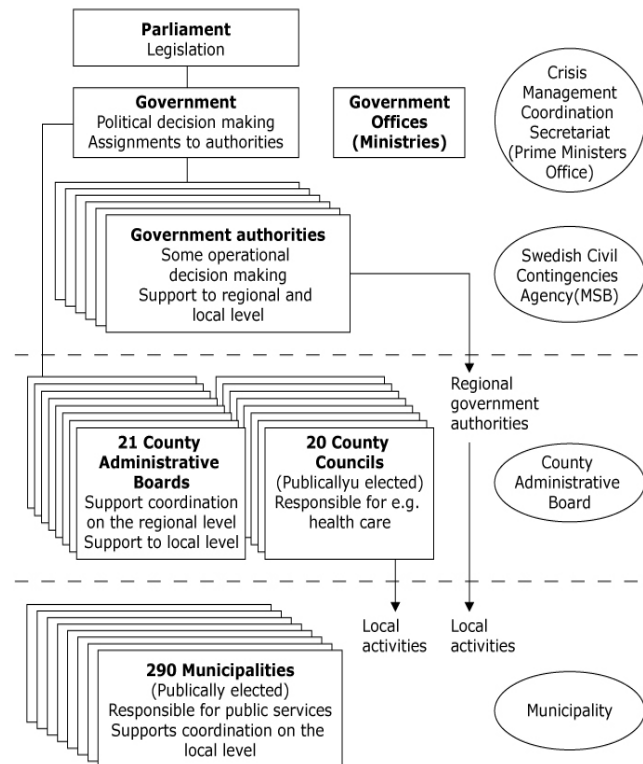 Parliament
Legislation
Government
Political decision making
Assignments to authorities
Government
Offices
(Ministries)
Crisis
Management
Coordination
Secretariat
(Prime Ministers
Office)
Government authorities
Some operational
decision making
Support to regional and
local level
Swedish Civil
Contingencies
Agency(MSB)
21 County
Administrative
Boards
Support coordination
on the regional level
Support to local level
20 County
Councils
(Publicallyu elected)
Responsible for e.g.
health care
Regional
government
authorities
County
Administrative
Board
Local
activities
Local
activities
290 Municipalities
(Publically elected)
Responsible for public services
Supports coordination on the
local level
Municipality